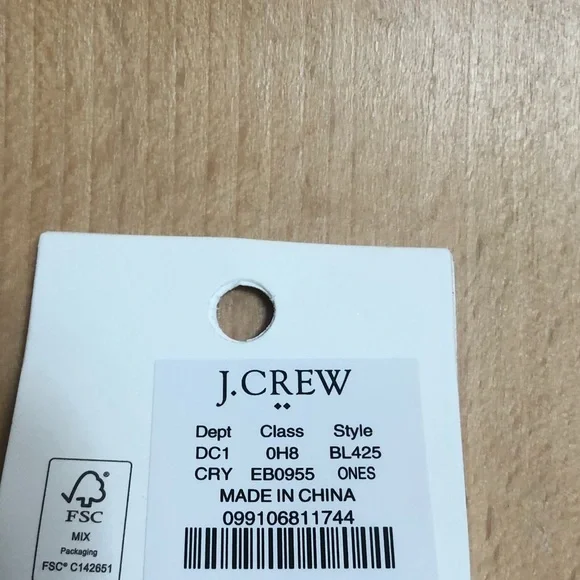 J.CREW
Dept Class Style
DC1 0H8 BL425
CRY EB0955 ONES
MADE IN CHINA
099106811744
FSC
MIX
Packaging
FSC® C142651